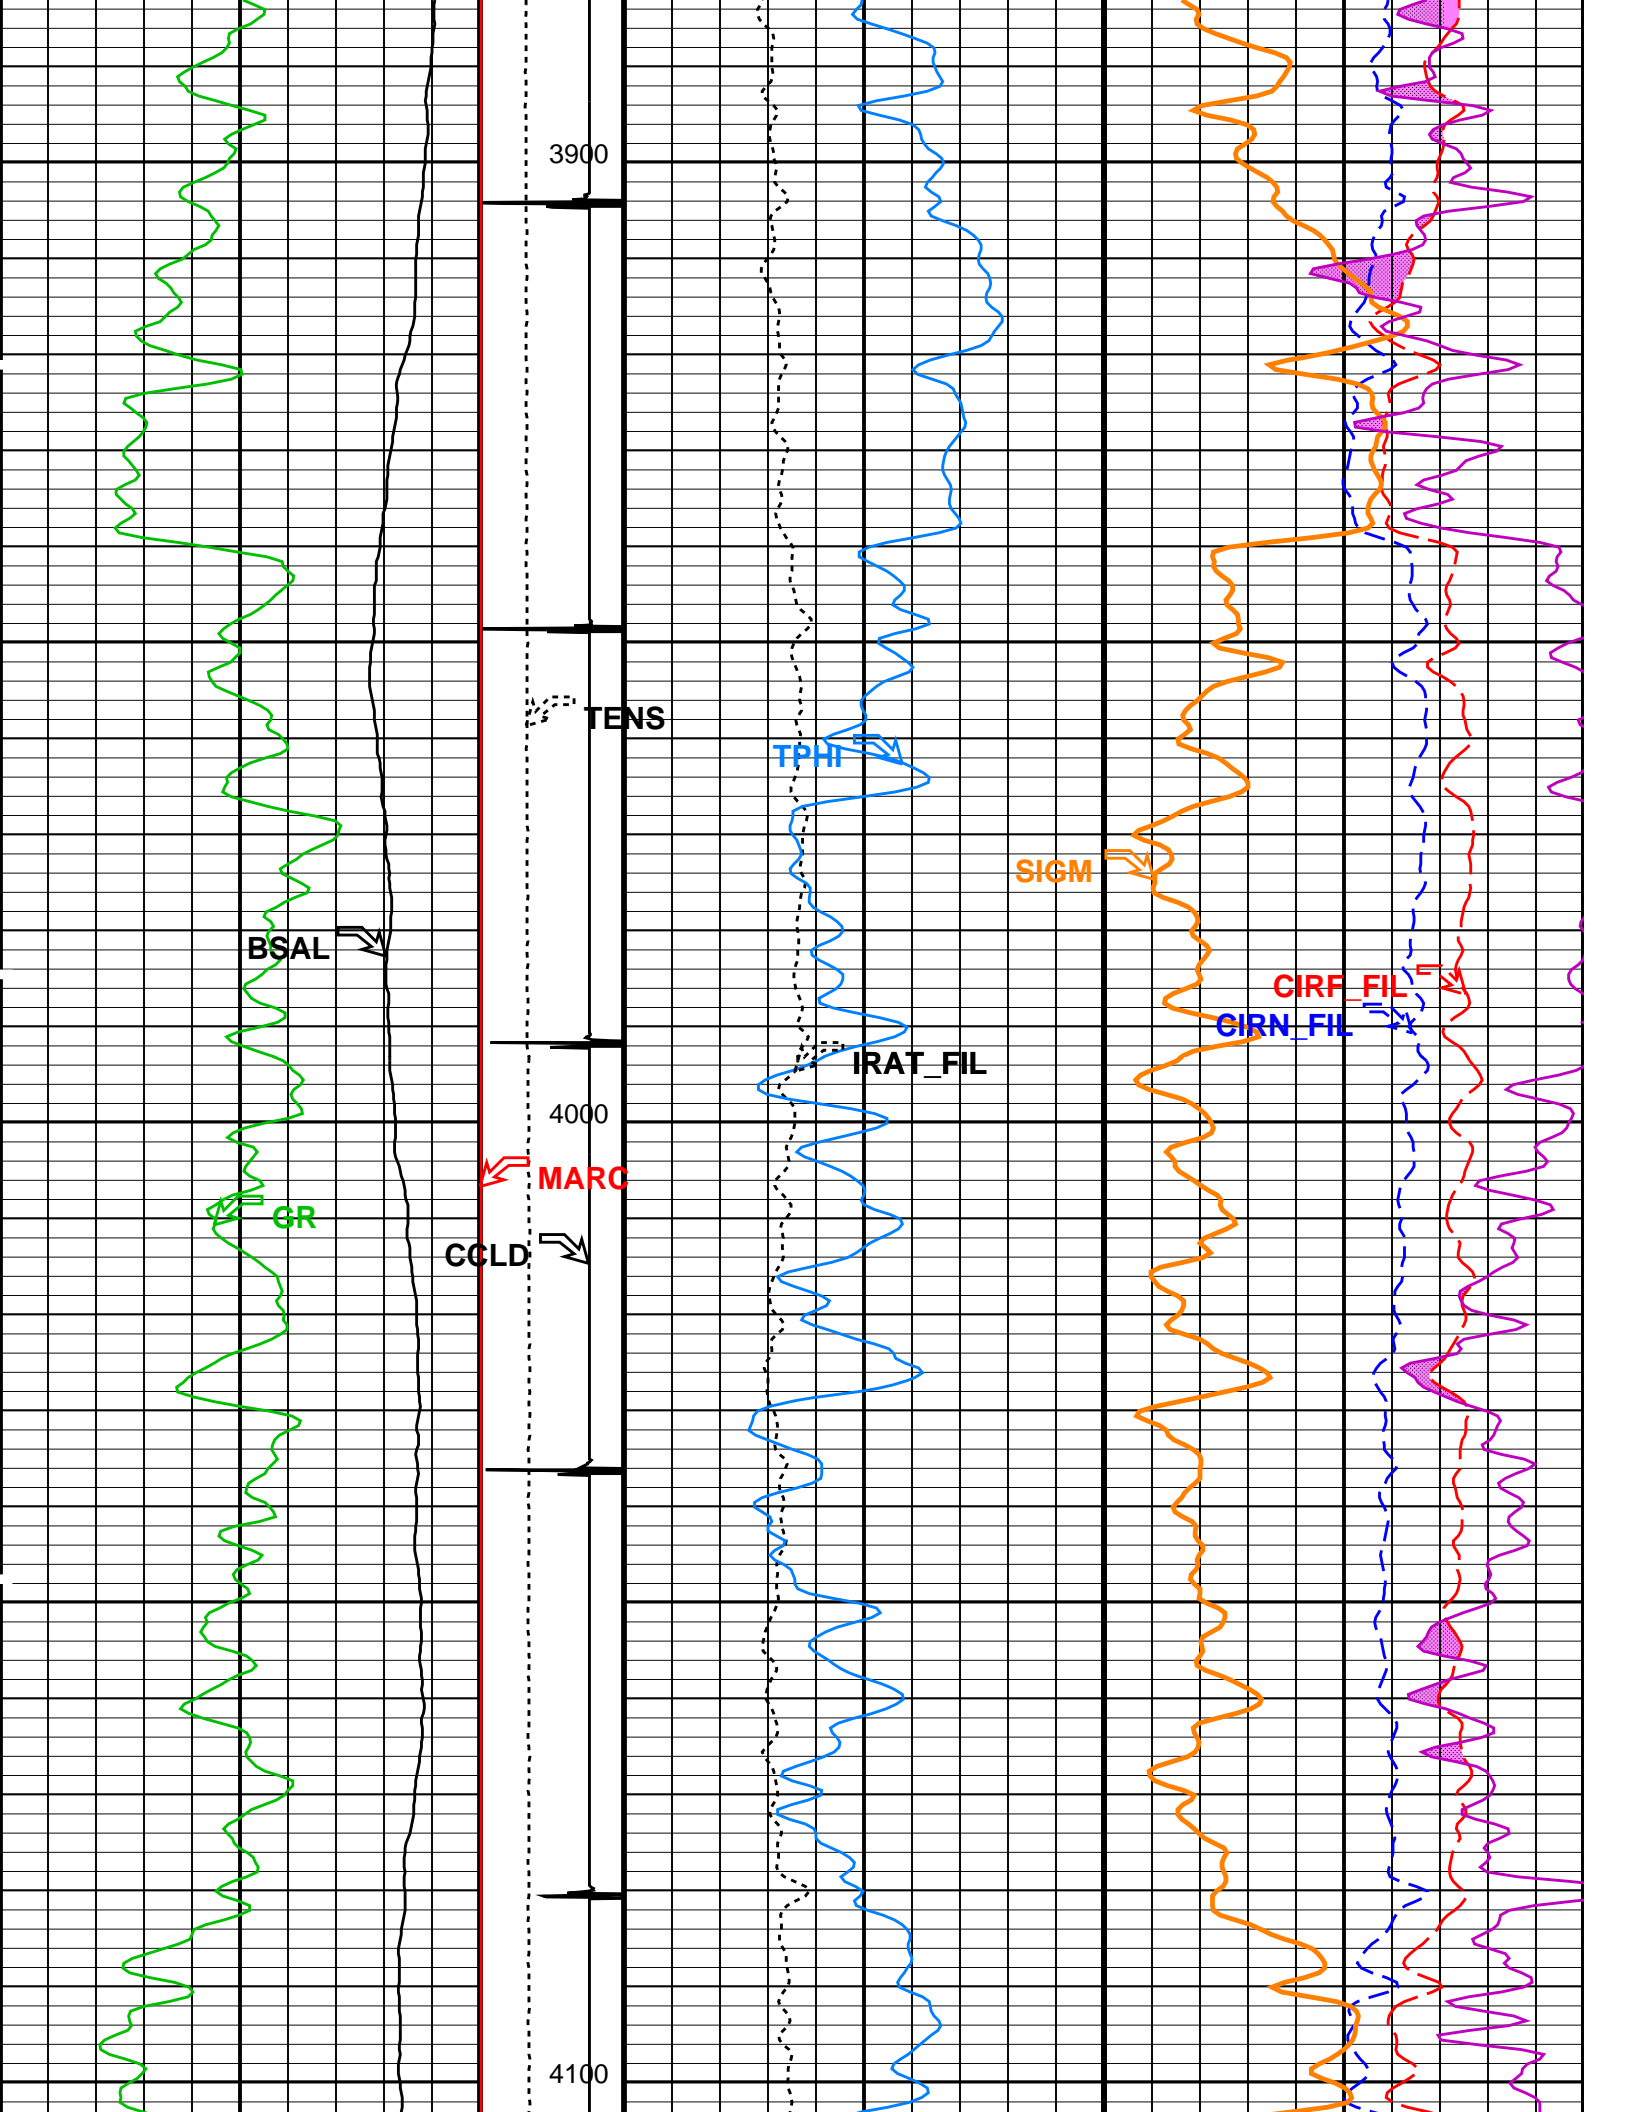 3900
TENS
TPHI
SIGM
BSAL
CIRF_FIL
CIRN_FIL
IRAT_FIL
4000
MARC
GR
CCLD
4100